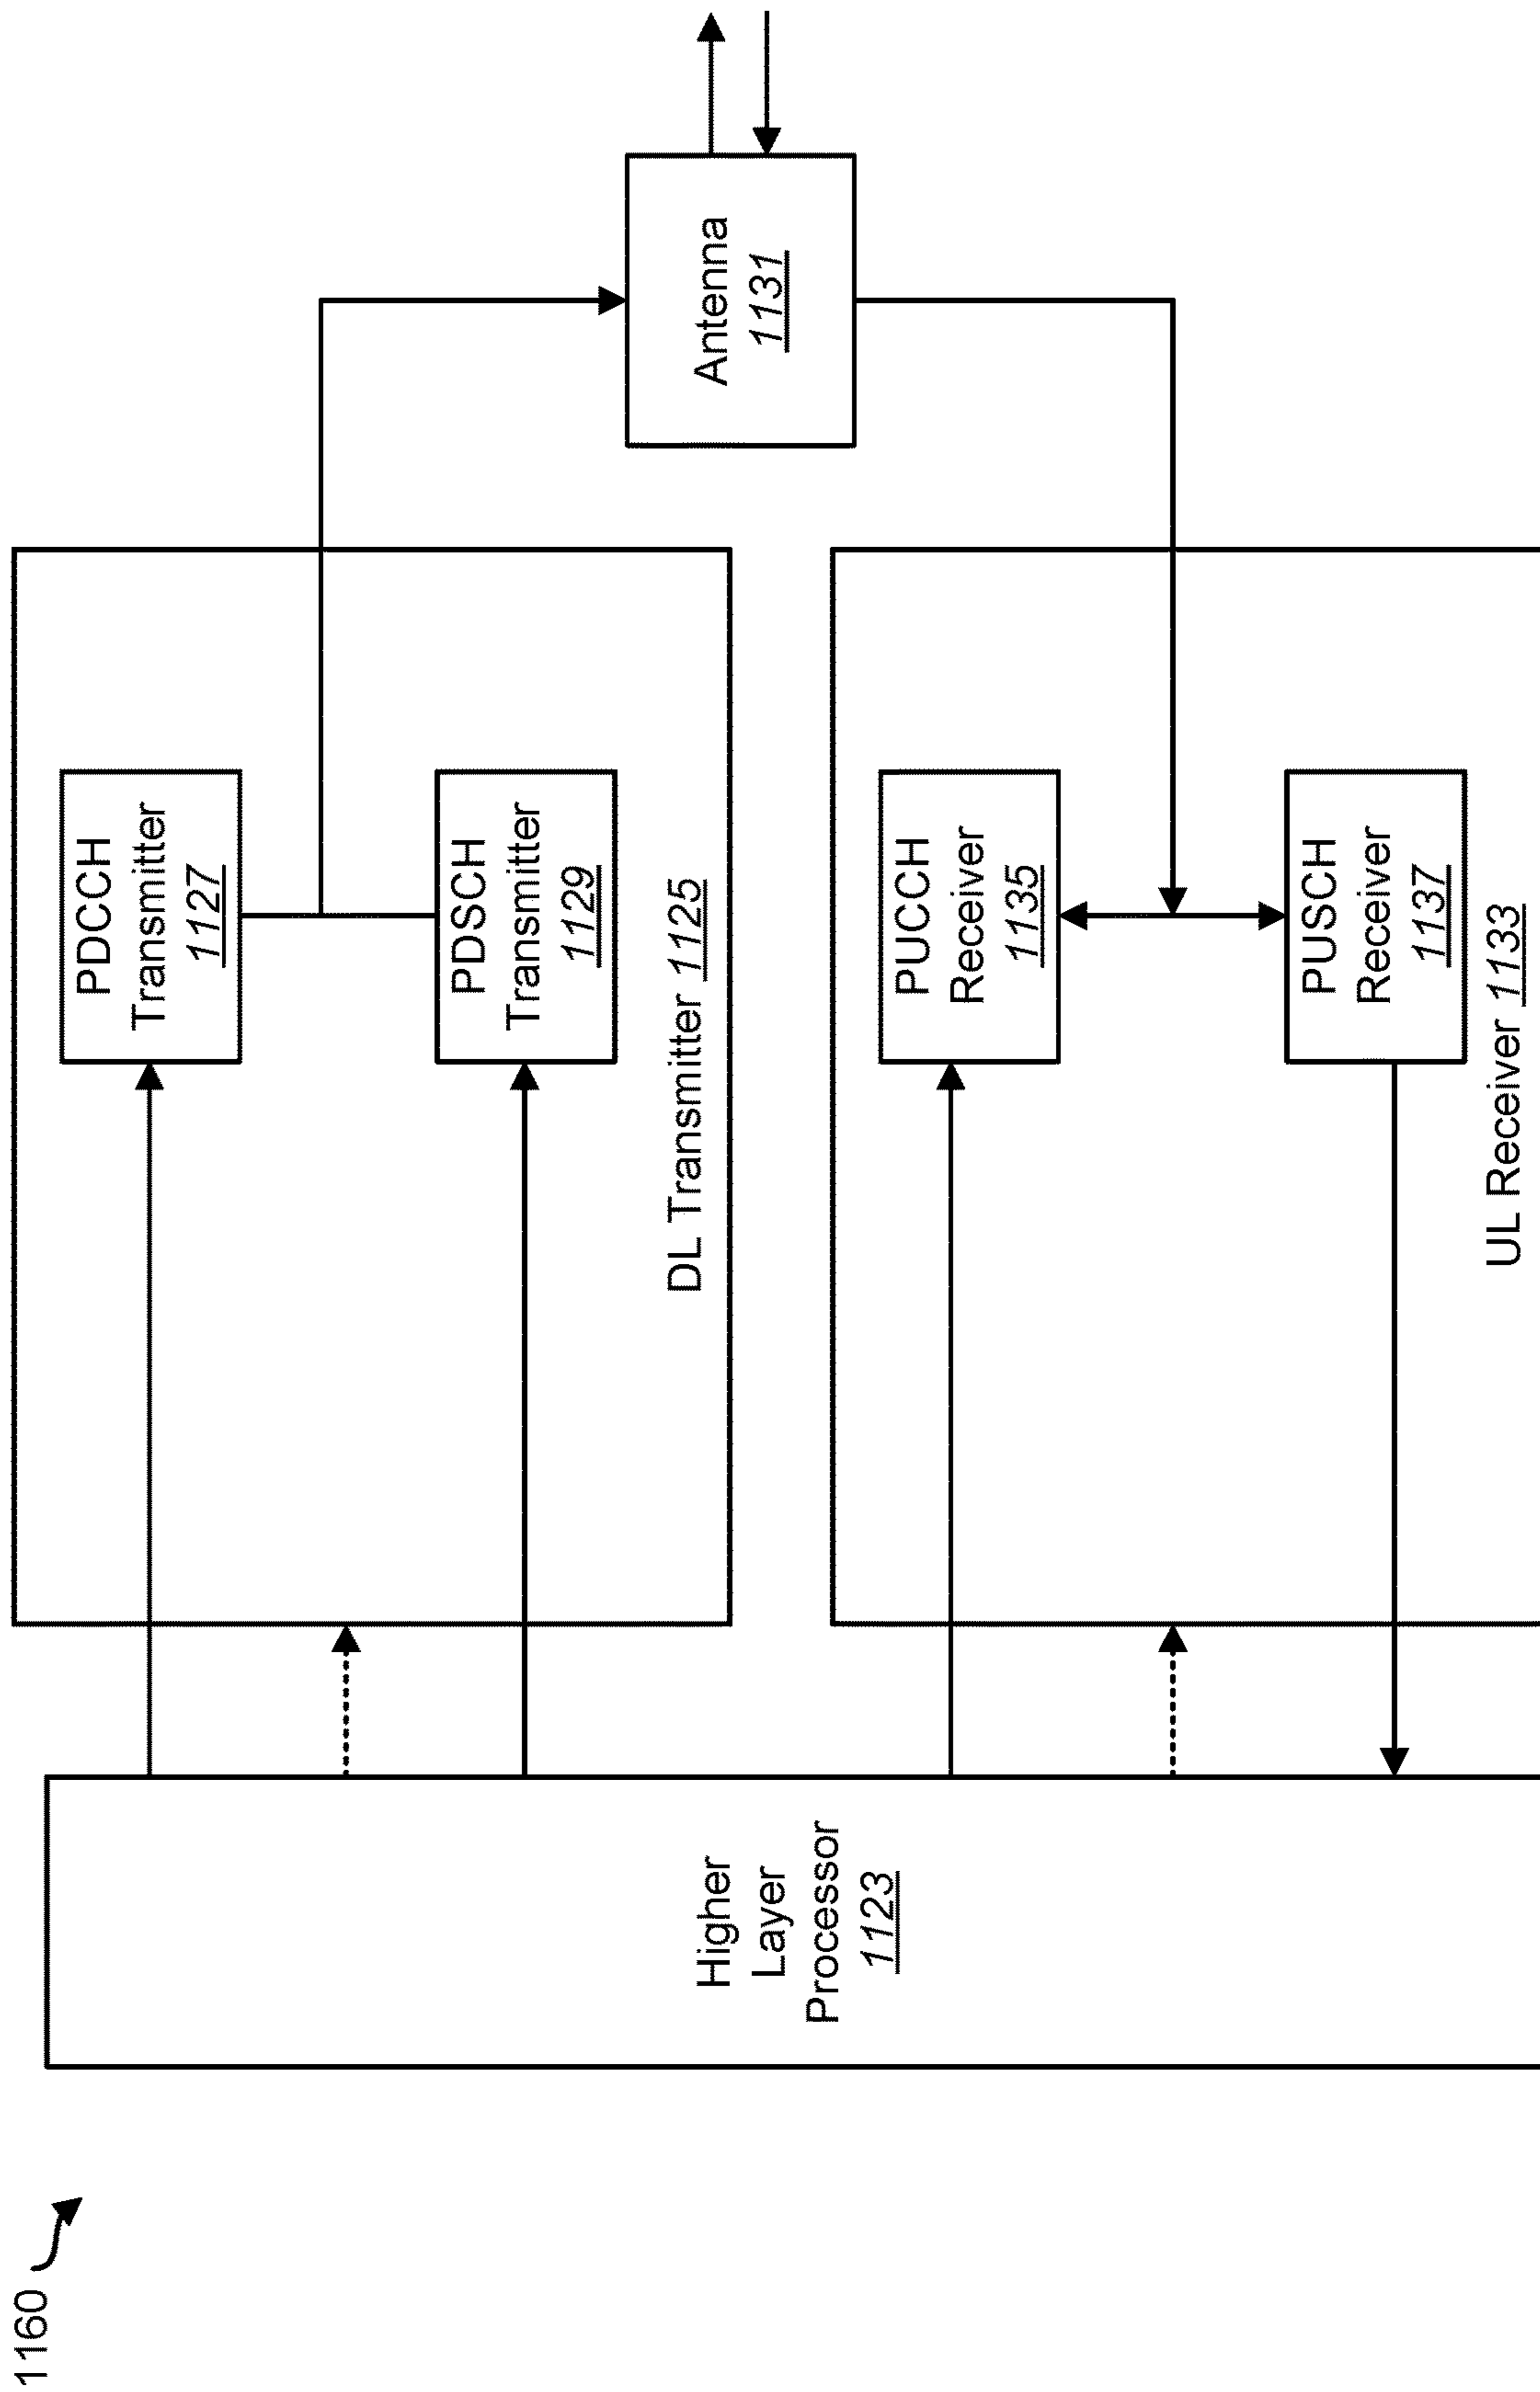 1160
Higher
Layer
Processor
1123
PDCCH
Transmitter
1127
PDSCH
Transmitter
1129
DL Transmitter 1125
PUCCH
Receiver
1135
PUSCH
Receiver
1137
UL Receiver 1133
Antenna
1131